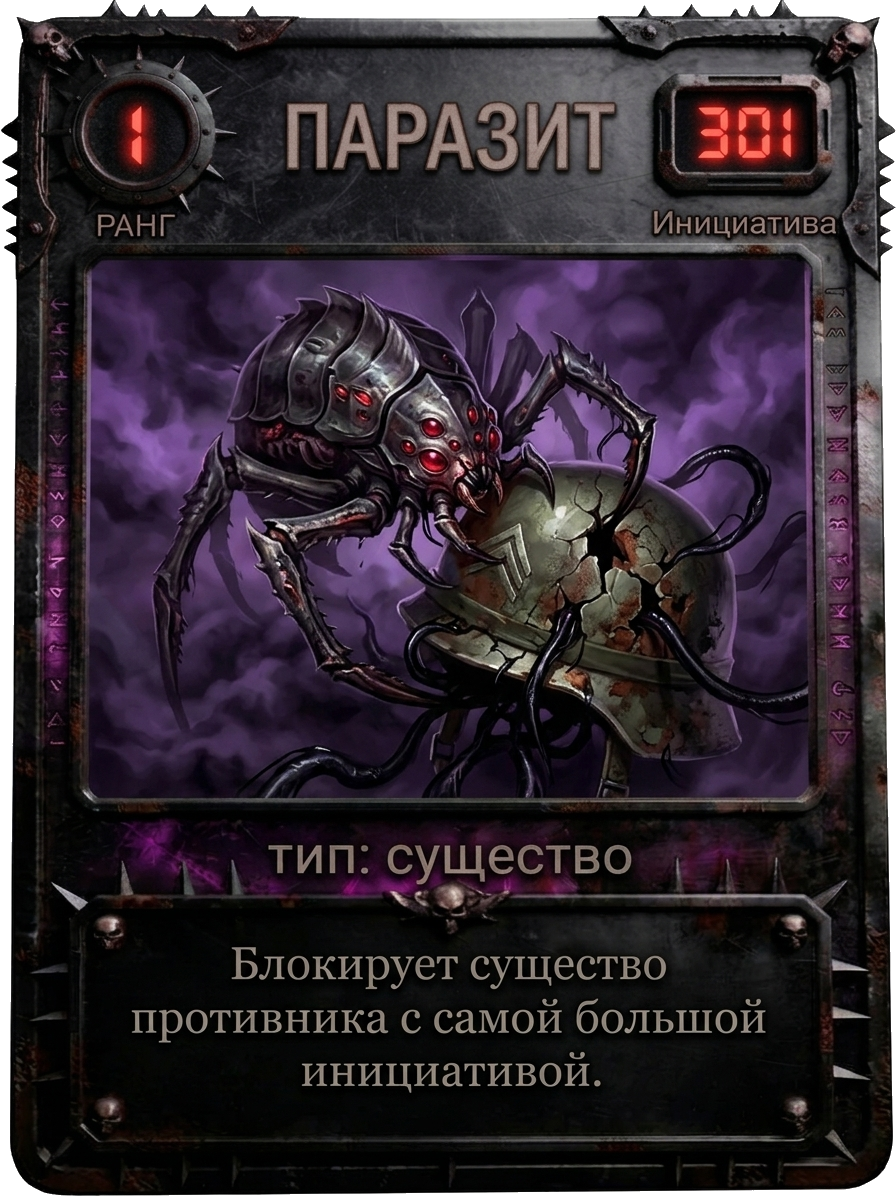 1
ПАРАЗИТ
301
РАНГ
Инициатива
тип: существо
Блокирует существо
противника с самой большой
инициативой.